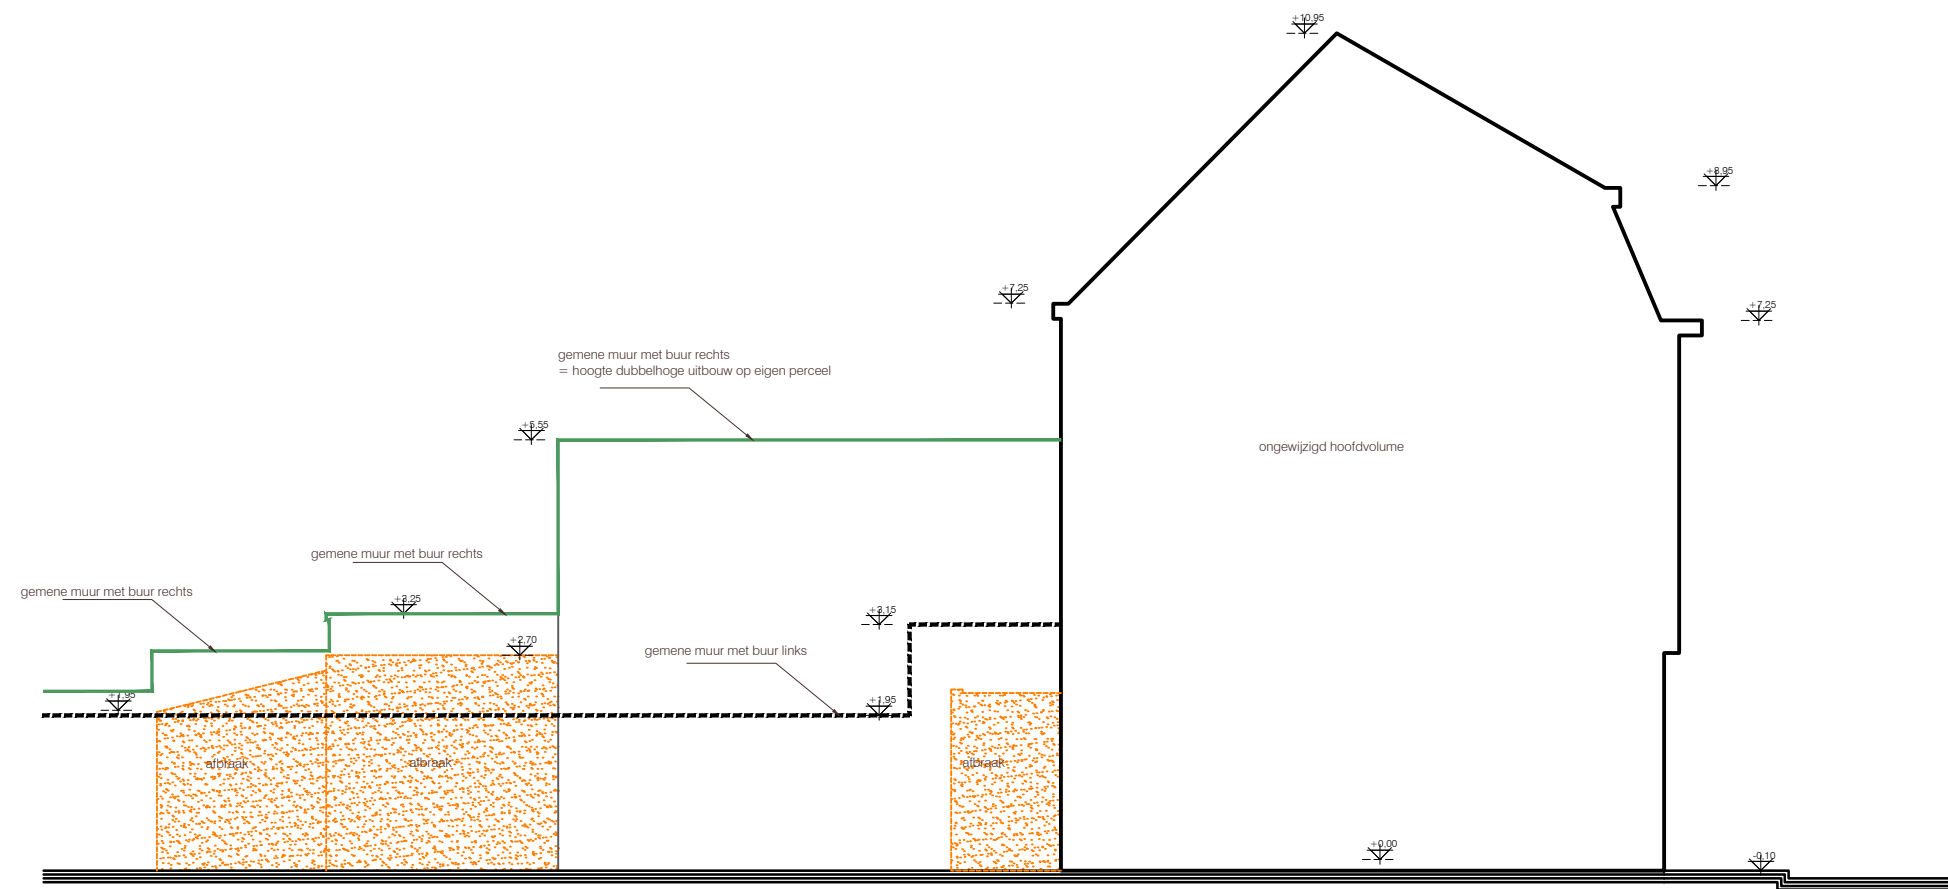 +10,95
+8,95
+7,25
+7,25
gemene muur met buur rechts
= hoogte dubbelhoge uitbouw op eigen perceel
+5,55
ongewijzigd hoofdvolume
gemene muur met buur rechts
gemene muur met buur rechts
+3,25
+3,15
+2,70
gemene muur met buur links
+1,95
+1,95
afbraak
afbraak
afbraak
+0,00
-0,10